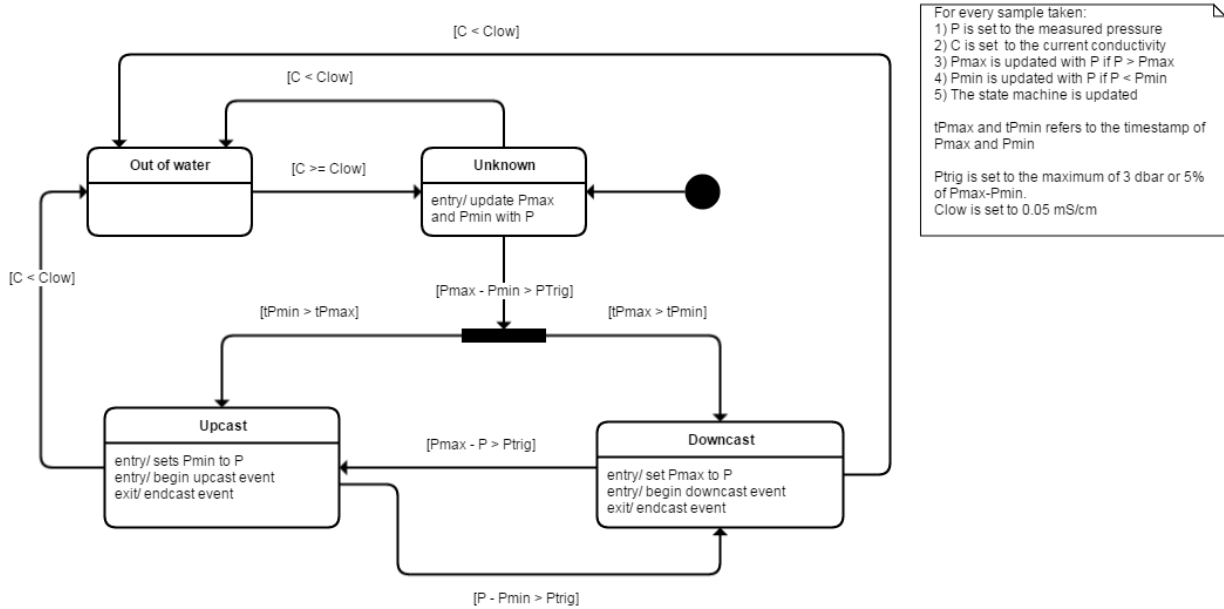 [C < Clow]
[C < Clow]
Out of water
[C >= Clow]
Unknown
entry/ update Pmax
and Pmin with P
[C < Clow]
[Pmax - Pmin > PTrig]
[tPmin > tPmax]
[tPmax > tPmin]
Upcast
entry/ sets Pmin to P
entry/ begin upcast event
exit/ endcast event
[Pmax - P > Ptrig]
Downcast
entry/ set Pmax to P
entry/ begin downcast event
exit/ endcast event
[P - Pmin > Ptrig]
For every sample taken:
1) P is set to the measured pressure
2) C is set to the current conductivity
3) Pmax is updated with P if P > Pmax
4) Pmin is updated with P if P < Pmin
5) The state machine is updated
tPmax and tPmin refers to the timestamp of
Pmax and Pmin
Ptrig is set to the maximum of 3 dbar or 5%
of Pmax-Pmin.
Clow is set to 0.05 mS/cm